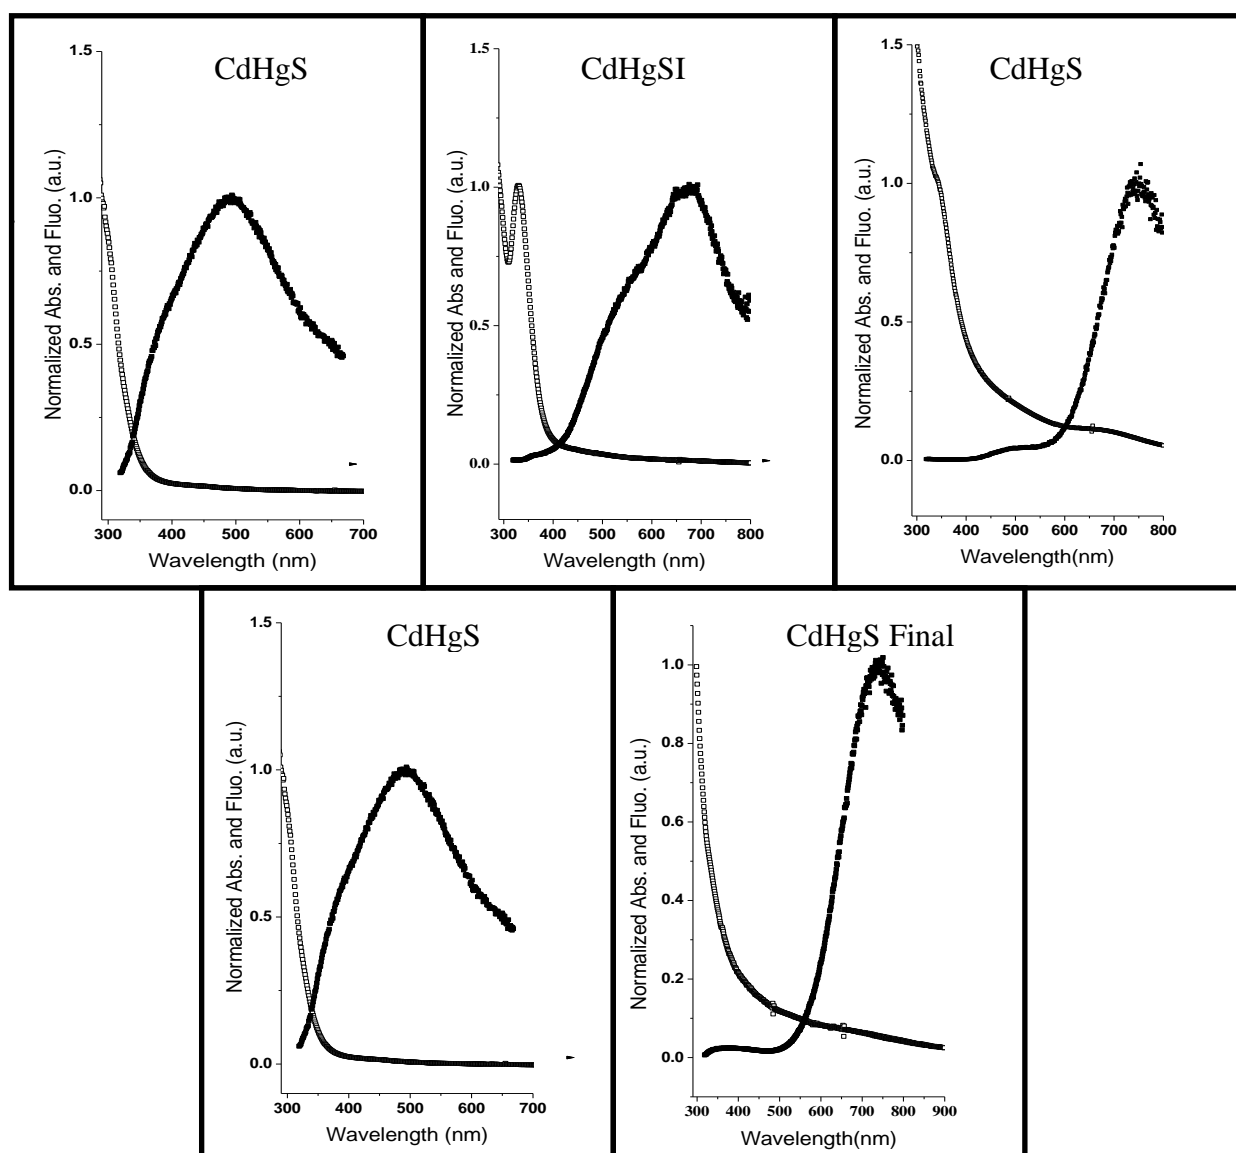 CdHgS
1.5
1.0
0.5
0.0
Normalized Abs. and Fluo. (a.u.)
300 400 500 600 700
Wavelength (nm)
CdHgSI
1.5
1.0
0.5
0.0
Normalized Abs. and Fluo. (a.u.)
300 400 500 600 700 800
Wavelength (nm)
CdHgS
1.5
1.0
0.5
0.0
Normalized Abs. and Fluo. (a.u.)
300 400 500 600 700 800
Wavelength(nm)
CdHgS
1.5
1.0
0.5
0.0
Normalized Abs. and Fluo. (a.u.)
300 400 500 600 700
Wavelength (nm)
CdHgS Final
1.0
0.8
0.6
0.4
0.2
0.0
Normalized Abs. and Fluo. (a.u.)
300 400 500 600 700 800 900
Wavelength(nm)